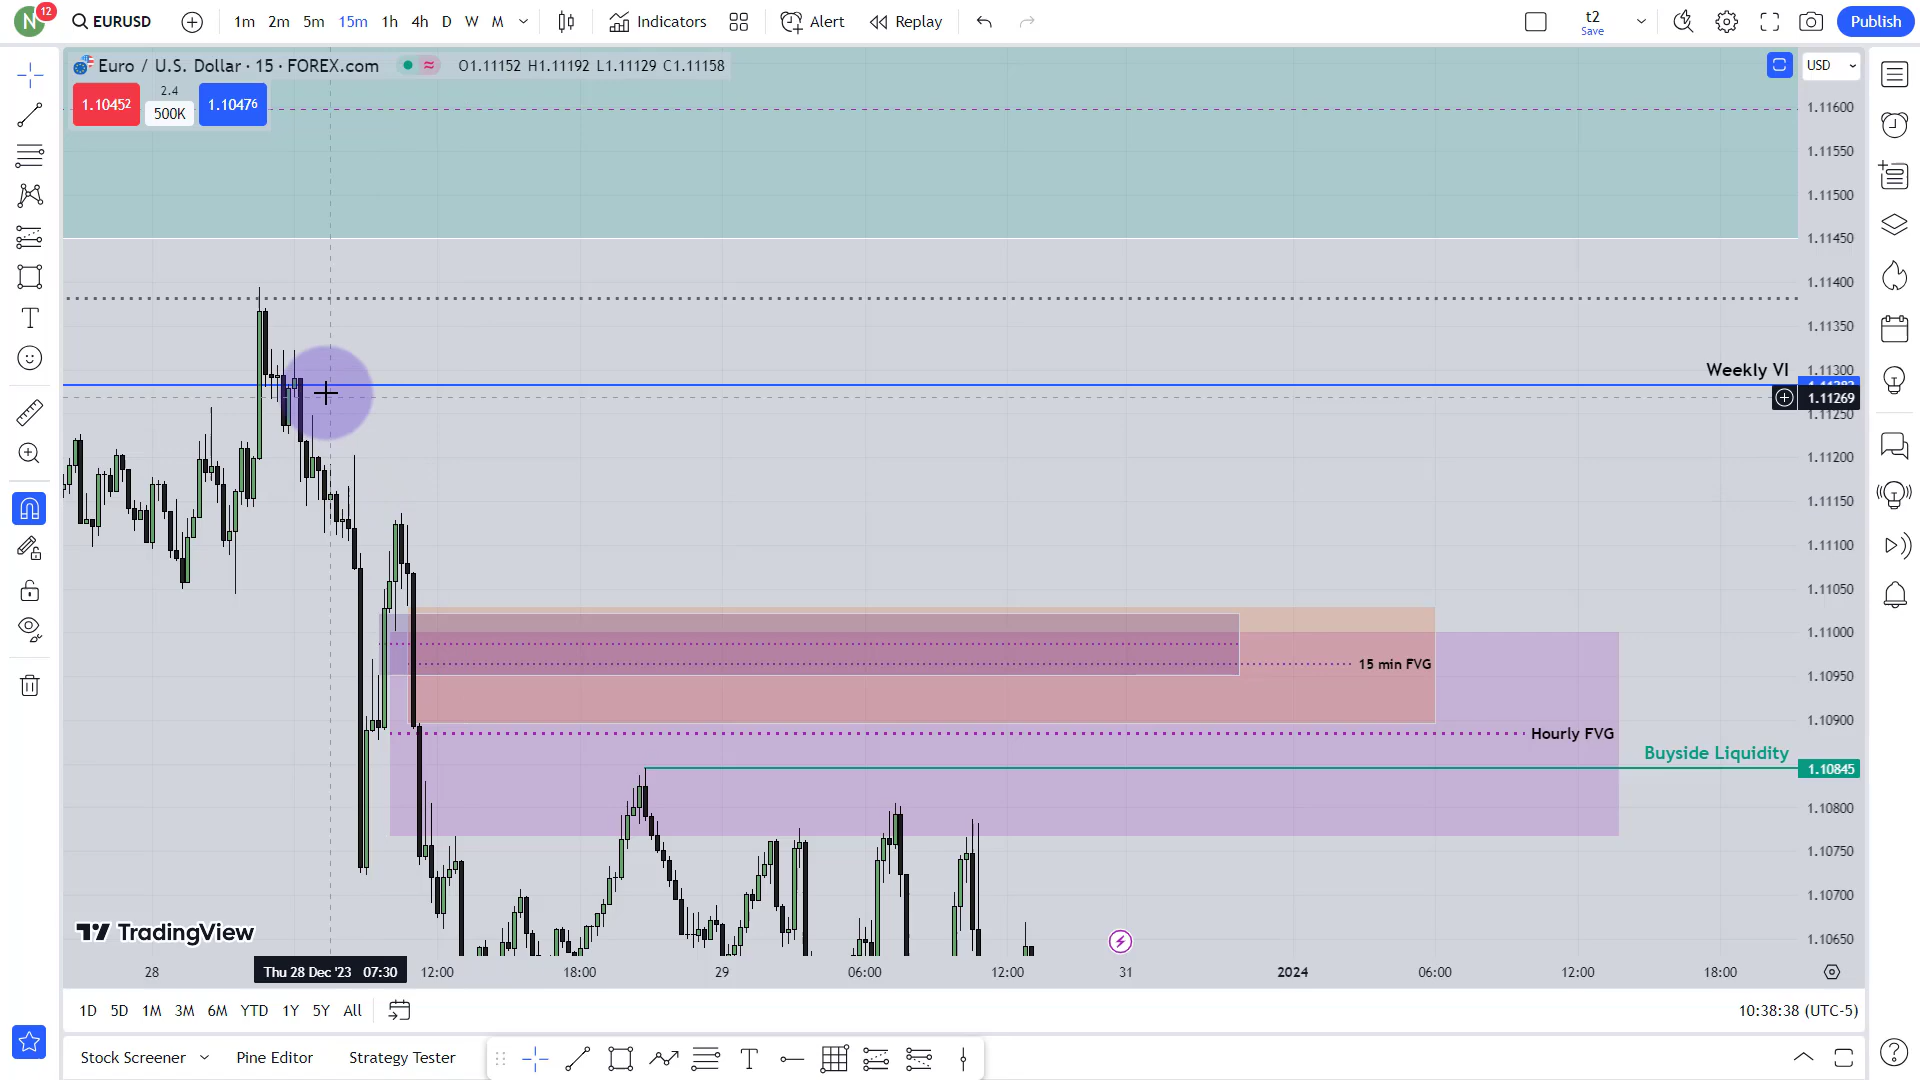 N 12 EURUSD 1m 2m 5m 15m 1h 4h D W M Indicators Alert Replay t2 Save Publish
Euro / U.S. Dollar · 15 · FOREX.com ≈ O1.11152 H1.11192 L1.11129 C1.11158 USD
1.10452 2.4 500K 1.10476
1.11600
1.11550
1.11500
1.11450
1.11400
1.11350
Weekly VI 1.11300
1.11269
1.11250
1.11200
1.11150
1.11100
1.11050
1.11000
15 min FVG
1.10950
1.10900
Hourly FVG
Buyside Liquidity
1.10845
1.10800
1.10750
1.10700
TradingView
1.10650
28 Thu 28 Dec '23 07:30 12:00 18:00 29 06:00 12:00 31 2024 06:00 12:00 18:00
1D 5D 1M 3M 6M YTD 1Y 5Y All 10:38:38 (UTC-5)
Stock Screener Pine Editor Strategy Tester